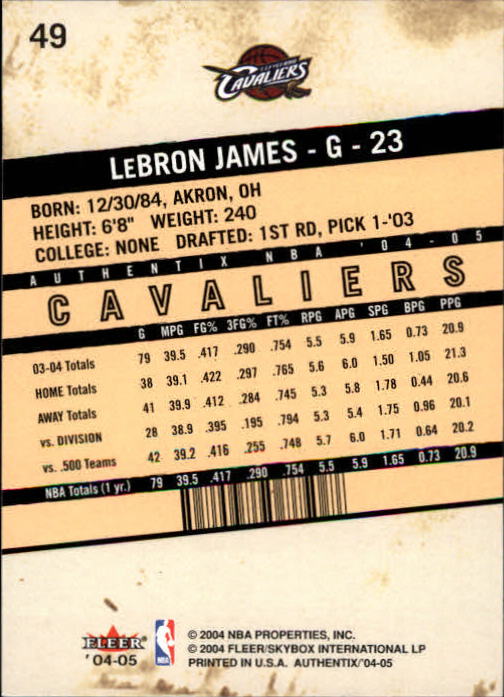 49
CLEVELAND
CAVALIERS
LEBRON JAMES - G - 23
BORN: 12/30/84, AKRON, OH
HEIGHT: 6'8" WEIGHT: 240
COLLEGE: NONE DRAFTED: 1ST RD, PICK 1-'03
AUTHENTIX NBA '04-05
CAVALIERS
G MPG FG% 3FG% FT% RPG APG SPG BPG PPG
03-04 Totals 79 39.5 .417 .290 .754 5.5 5.9 1.65 0.73 20.9
HOME Totals 38 39.1 .422 .297 .765 5.6 6.0 1.50 1.05 21.3
AWAY Totals 41 39.9 .412 .284 .745 5.3 5.8 1.78 0.44 20.6
vs. DIVISION 28 38.9 .395 .195 .794 5.3 5.4 1.75 0.96 20.1
vs. .500 Teams 42 39.2 .416 .255 .748 5.7 6.0 1.71 0.64 20.2
NBA Totals (1 yr.) 79 39.5 .417 .290 .754 5.5 5.9 1.65 0.73 20.9
FLEER
'04-05
NBA
© 2004 NBA PROPERTIES, INC.
© 2004 FLEER/SKYBOX INTERNATIONAL LP
PRINTED IN U.S.A. AUTHENTIX/'04-05